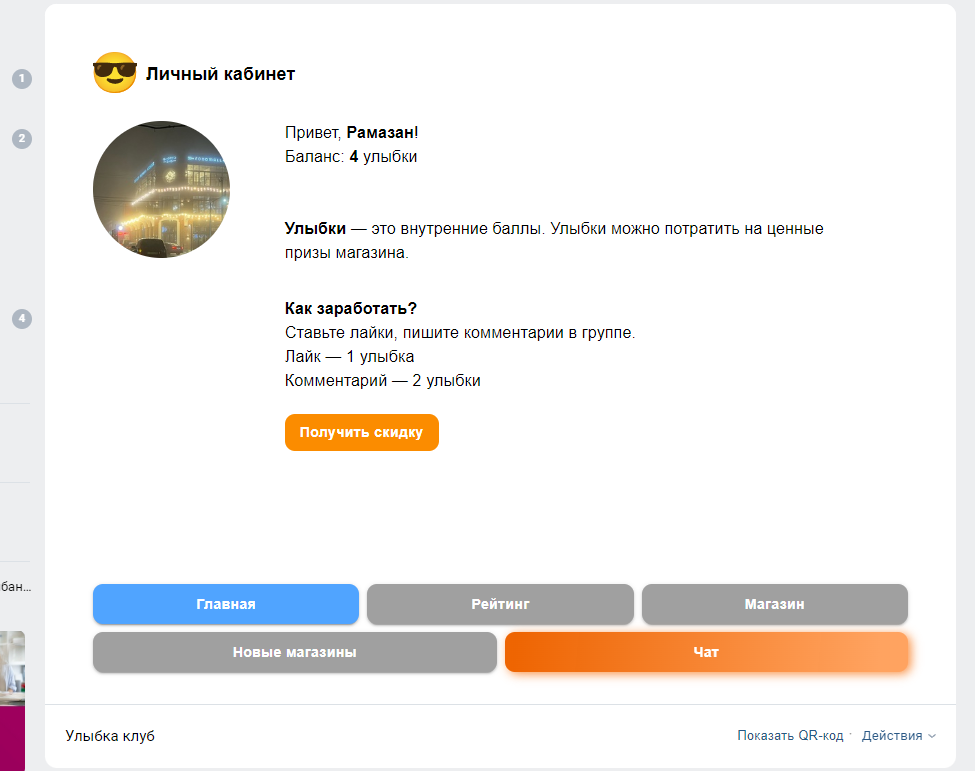 1
Личный кабинет
2
Привет, Рамазан!
Баланс: 4 улыбки
Улыбки — это внутренние баллы. Улыбки можно потратить на ценные
призы магазина.
4
Как заработать?
Ставьте лайки, пишите комментарии в группе.
Лайк — 1 улыбка
Комментарий — 2 улыбки
Получить скидку
бан...
Главная Рейтинг Магазин
Новые магазины Чат
Улыбка клуб Показать QR-код · Действия